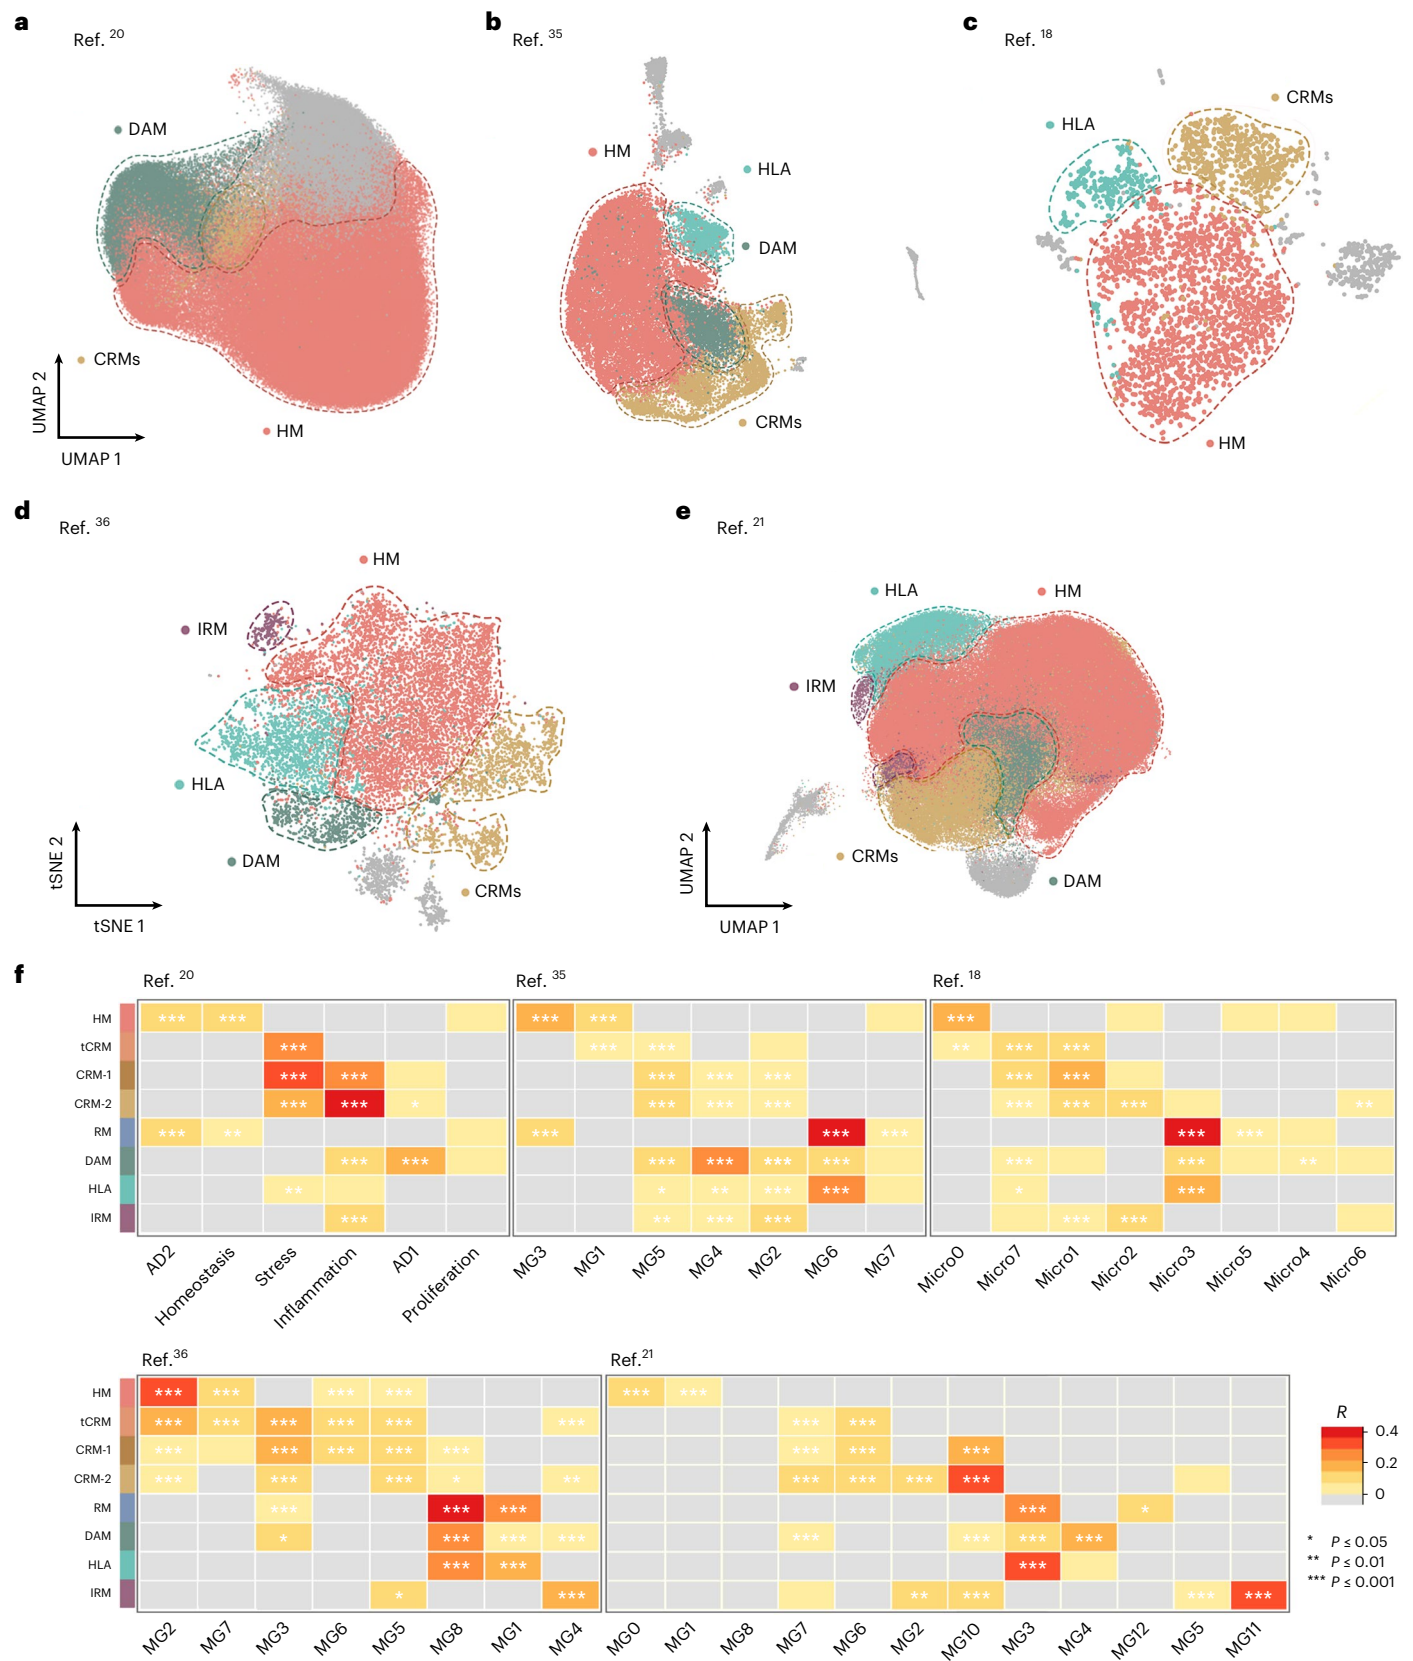 a
Ref. 20
DAM
CRMs
HM
UMAP 2
UMAP 1
b
Ref. 35
HM
HLA
DAM
CRMs
c
Ref. 18
HLA
CRMs
HM
d
Ref. 36
HM
IRM
HLA
DAM
CRMs
tSNE 2
tSNE 1
e
Ref. 21
HLA
HM
IRM
CRMs
DAM
UMAP 2
UMAP 1
f
Ref. 20
Ref. 35
Ref. 18
HM *** *** *** *** ***
tCRM *** *** *** ** *** ***
CRM-1 *** *** *** *** *** *** ***
CRM-2 *** *** * *** *** *** *** *** *** **
RM *** ** *** *** *** *** ***
DAM *** *** *** *** *** *** *** *** **
HLA ** * ** *** *** * ***
IRM *** ** *** *** *** ***
AD2 Homeostasis Stress Inflammation AD1 Proliferation MG3 MG1 MG5 MG4 MG2 MG6 MG7 Micro0 Micro7 Micro1 Micro2 Micro3 Micro5 Micro4 Micro6
Ref.36
Ref.21
HM *** *** *** *** *** ***
tCRM *** *** *** *** *** *** *** ***
CRM-1 *** *** *** *** *** *** *** ***
CRM-2 *** *** *** * ** *** *** *** ***
RM *** *** *** *** *
DAM * *** *** *** *** *** *** ***
HLA *** *** ***
IRM * *** ** *** *** ***
MG2 MG7 MG3 MG6 MG5 MG8 MG1 MG4 MG0 MG1 MG8 MG7 MG6 MG2 MG10 MG3 MG4 MG12 MG5 MG11
R
0.4
0.2
0
* P ≤ 0.05
** P ≤ 0.01
*** P ≤ 0.001